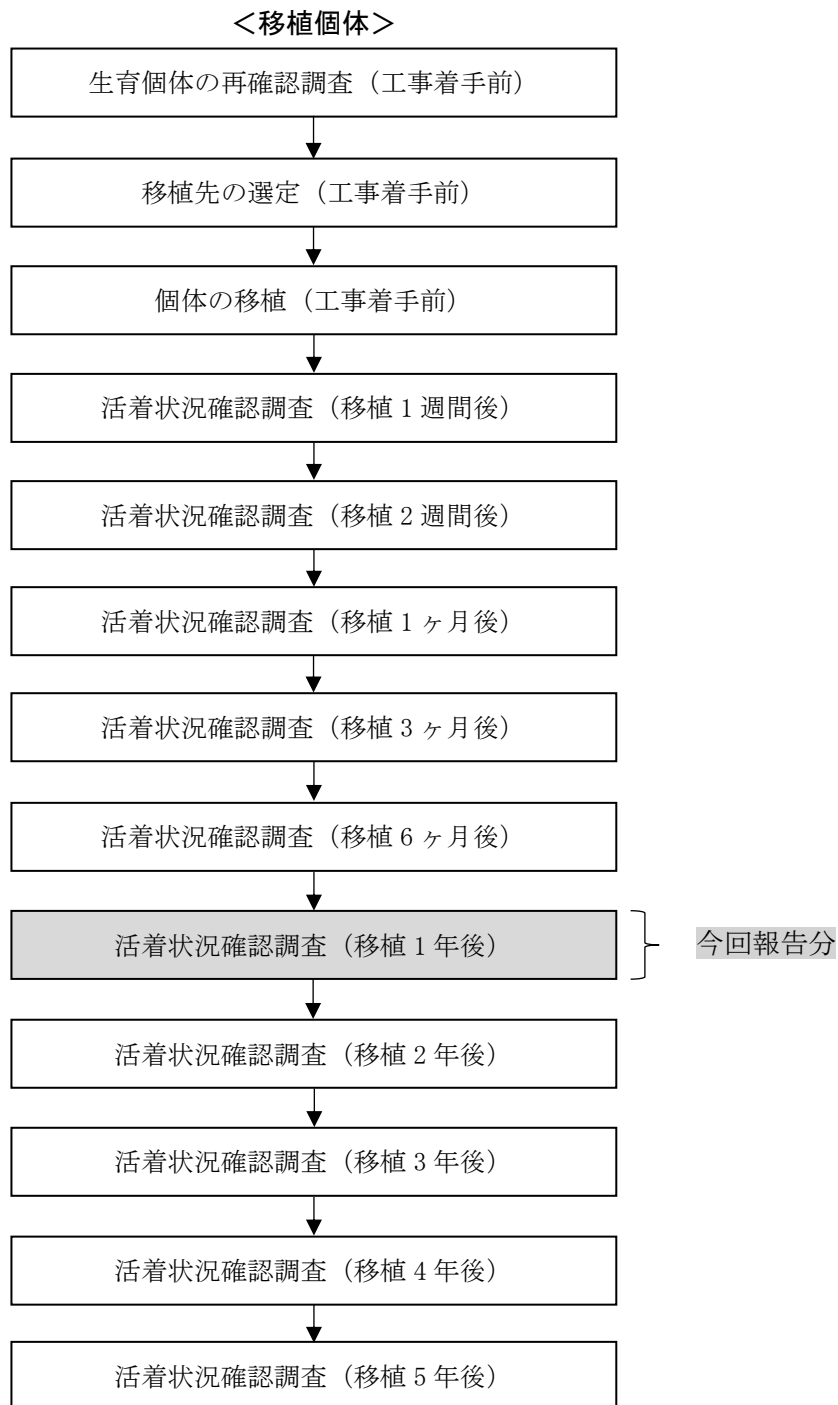 ＜移植個体＞
生育個体の再確認調査（工事着手前）
移植先の選定（工事着手前）
個体の移植（工事着手前）
活着状況確認調査（移植 1 週間後）
活着状況確認調査（移植 2 週間後）
活着状況確認調査（移植 1 ヶ月後）
活着状況確認調査（移植 3 ヶ月後）
活着状況確認調査（移植 6 ヶ月後）
活着状況確認調査（移植 1 年後）
今回報告分
活着状況確認調査（移植 2 年後）
活着状況確認調査（移植 3 年後）
活着状況確認調査（移植 4 年後）
活着状況確認調査（移植 5 年後）